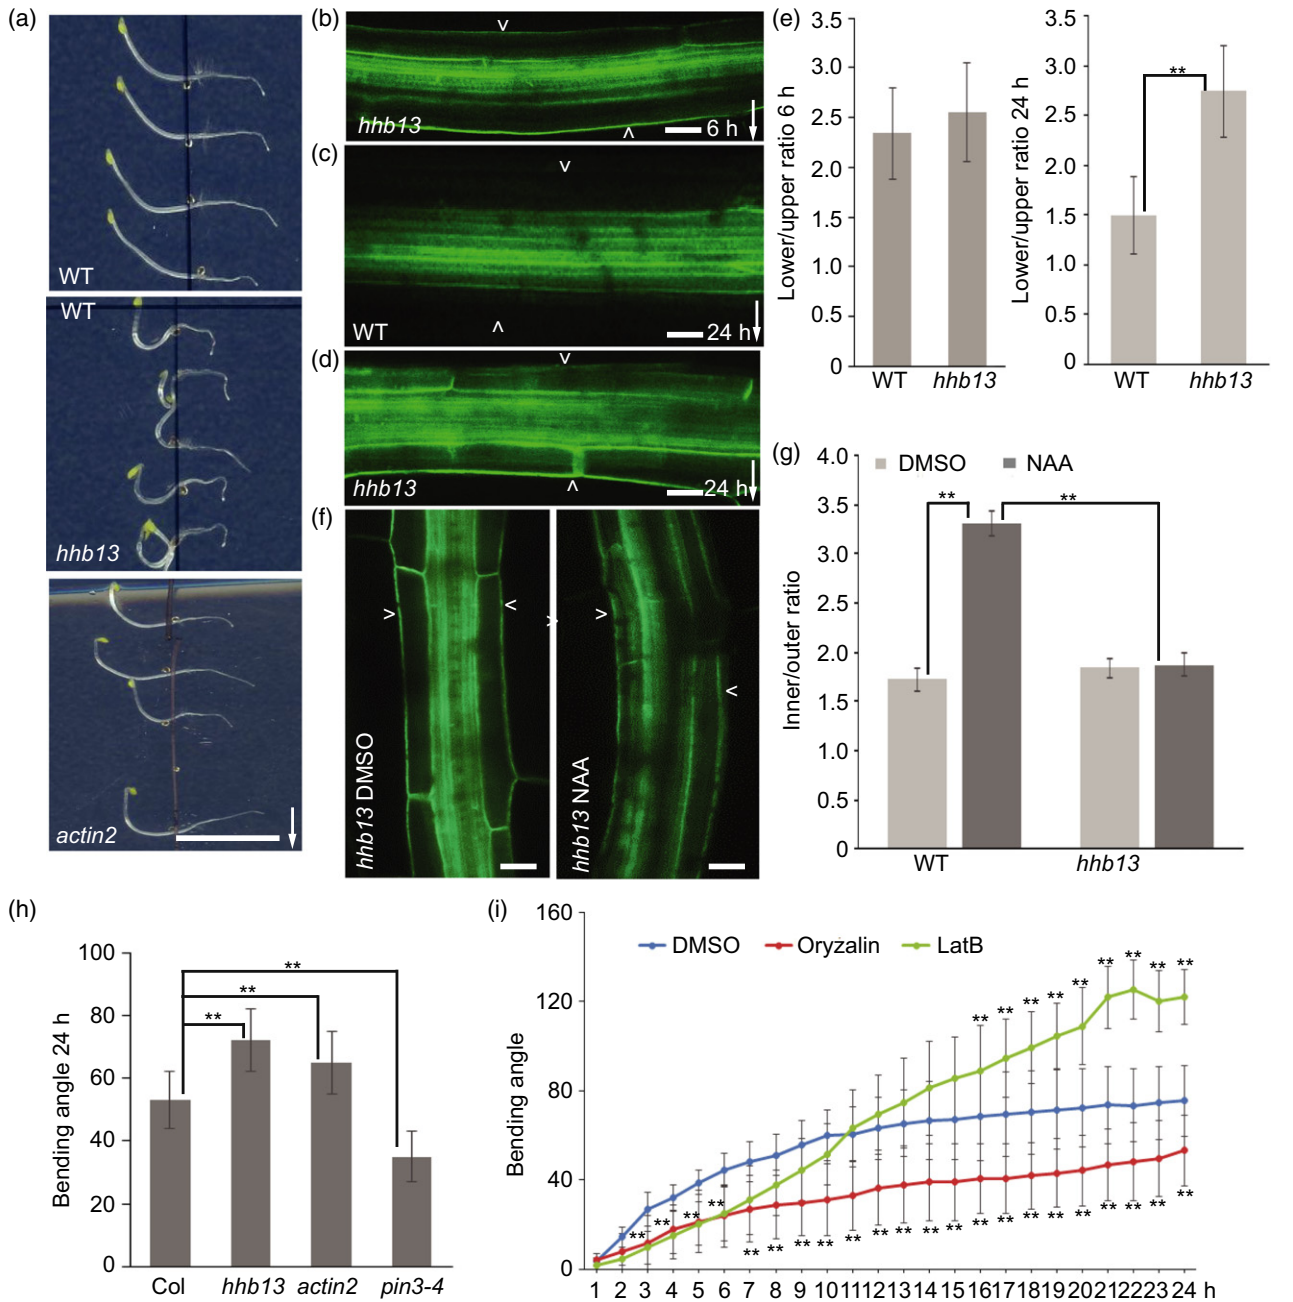 (a)
WT
WT
hhb13
actin2
(b)
hhb13
6 h
(c)
WT
24 h
(d)
hhb13
24 h
(e)
Lower/upper ratio 6 h
3.5
3.0
2.5
2.0
1.5
1.0
0.5
0
WT hhb13
Lower/upper ratio 24 h
3.5
3.0
2.5
2.0
1.5
1.0
0.5
0
**
WT hhb13
(f)
hhb13 DMSO
hhb13 NAA
(g)
DMSO NAA
Inner/outer ratio
4.0
3.5
3.0
2.5
2.0
1.5
1.0
0.5
0
** **
WT hhb13
(h)
Bending angle 24 h
100
80
60
40
20
0
**
**
**
Col hhb13 actin2 pin3-4
(i)
Bending angle
160
120
80
40
0
DMSO Oryzalin LatB
** ** ** ** ** ** ** ** **
** ** ** **
** ** ** ** ** ** ** ** ** ** ** ** ** ** ** ** ** **
1 2 3 4 5 6 7 8 9 10 11 12 13 14 15 16 17 18 19 20 21 22 23 24 h